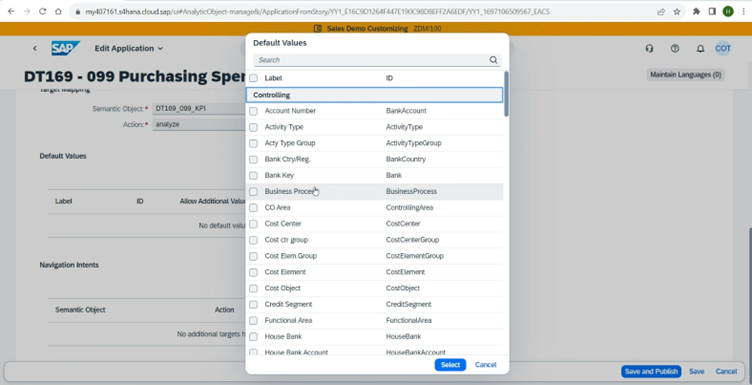 my407161.s4hana.cloud.sap/ui#AnalyticObject-manage&/ApplicationFromStory/YY1_E16C9D1264F447E190C98D8EFF2A6EDF/YY1_1697106509567_EACS
H
Sales Demo Customizing ZDM/100
SAP Edit Application
COT
DT169 - 099 Purchasing Spen
Maintain Languages (0)
Target Mapping
Semantic Object:* DT169_099_KPI
Action:* analyze
Default Values
Label ID Allow Additional Value
No default valu
Navigation Intents
Semantic Object Action
No additional targets h
Default Values
Search
Label ID
Controlling
Account Number BankAccount
Activity Type ActivityType
Acty Type Group ActivityTypeGroup
Bank Ctry/Reg. BankCountry
Bank Key Bank
Business Process BusinessProcess
CO Area ControllingArea
Cost Center CostCenter
Cost ctr group CostCenterGroup
Cost Elem.Group CostElementGroup
Cost Element CostElement
Cost Object CostObject
Credit Segment CreditSegment
Functional Area FunctionalArea
House Bank HouseBank
House Bank Account HouseBankAccount
Select Cancel
Save and Publish Save Cancel